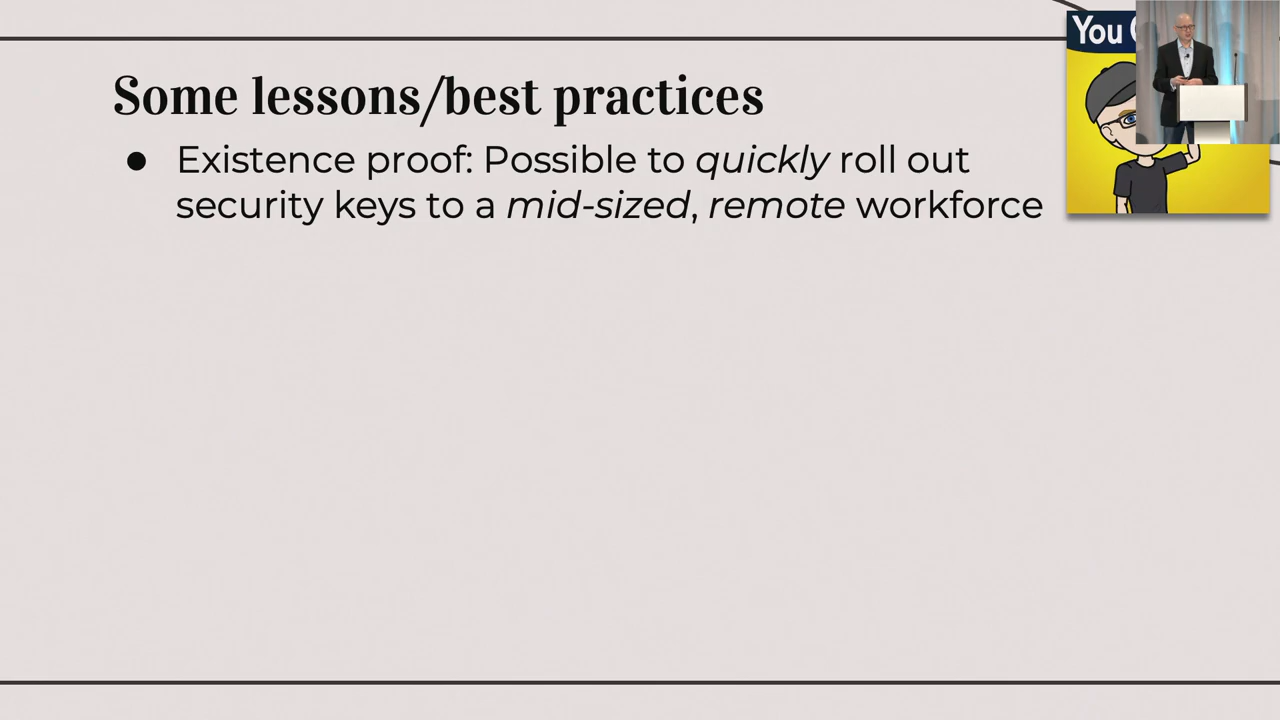 You
Some lessons/best practices
● Existence proof: Possible to quickly roll out
security keys to a mid-sized, remote workforce